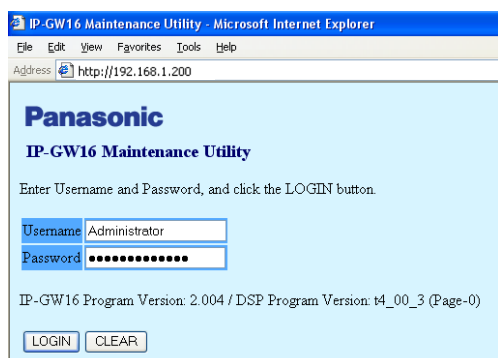 IP-GW16 Maintenance Utility - Microsoft Internet Explorer
File Edit View Favorites Tools Help
Address http://192.168.1.200
Panasonic
IP-GW16 Maintenance Utility
Enter Username and Password, and click the LOGIN button.
Username Administrator
Password ●●●●●●●●●●●●●
IP-GW16 Program Version: 2.004 / DSP Program Version: t4_00_3 (Page-0)
LOGIN CLEAR